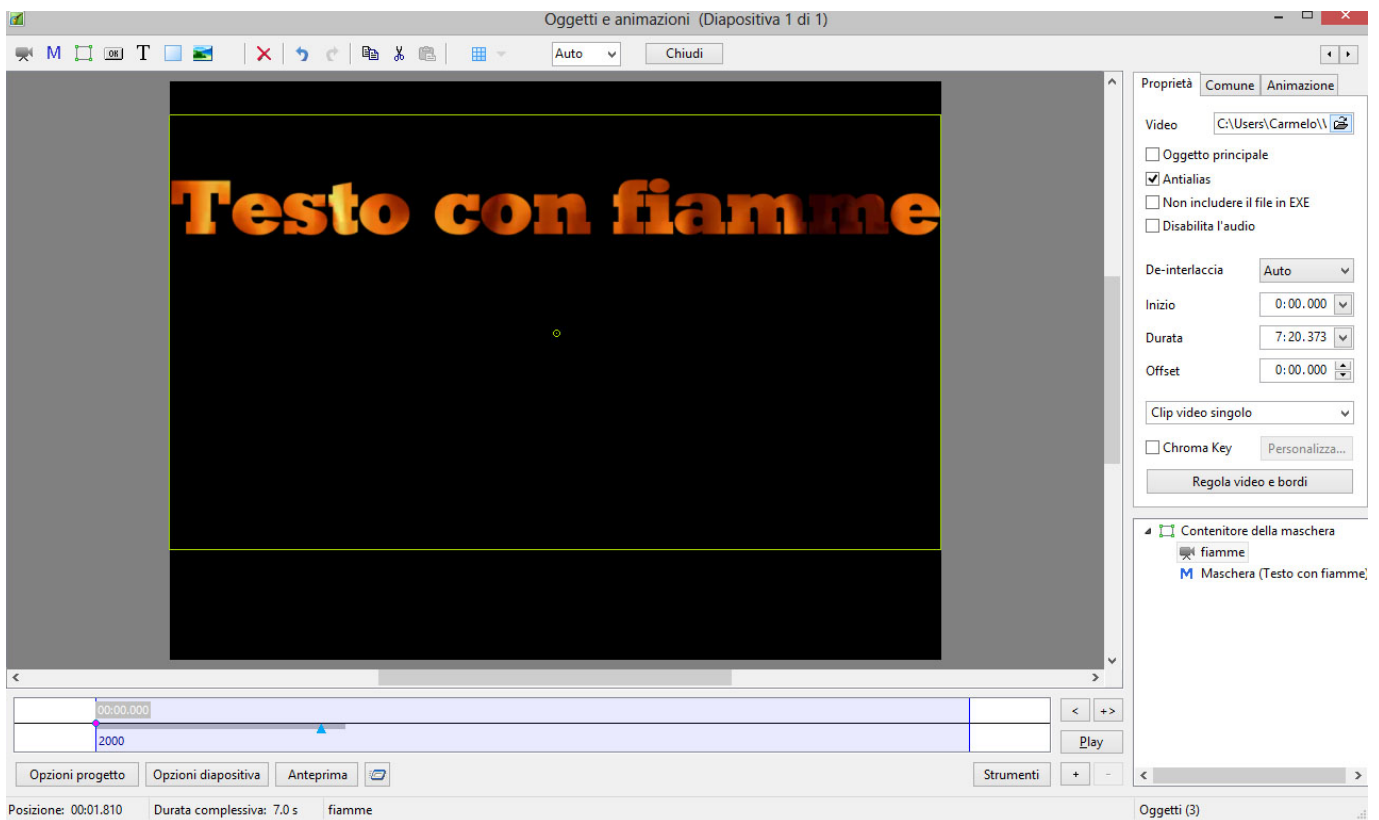 Oggetti e animazioni (Diapositiva 1 di 1)
M OK T Auto Chiudi
Proprietà Comune Animazione
Video C:\Users\Carmelo\\
Oggetto principale
Antialias
Non includere il file in EXE
Disabilita l'audio
De-interlaccia Auto
Inizio 0:00.000
Durata 7:20.373
Offset 0:00.000
Clip video singolo
Chroma Key Personalizza...
Regola video e bordi
Testo con fiamme
Contenitore della maschera
fiamme
M Maschera (Testo con fiamme)
00:00.000
2000
< +>
Play
Opzioni progetto Opzioni diapositiva Anteprima Strumenti + -
Posizione: 00:01.810 Durata complessiva: 7.0 s fiamme Oggetti (3)